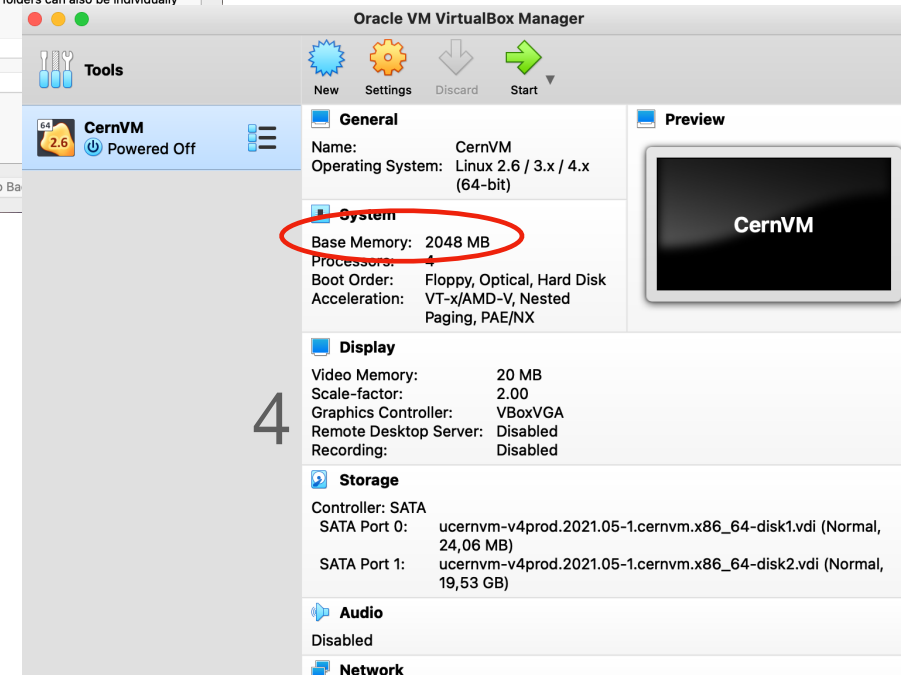 folders can also be individually
Oracle VM VirtualBox Manager
Tools
New
Settings
Discard
Start
64
2.6
CernVM
Powered Off
General
Name: CernVM
Operating System: Linux 2.6 / 3.x / 4.x
(64-bit)
Preview
CernVM
System
Base Memory: 2048 MB
Processors: 4
Boot Order: Floppy, Optical, Hard Disk
Acceleration: VT-x/AMD-V, Nested
Paging, PAE/NX
Display
Video Memory: 20 MB
Scale-factor: 2.00
Graphics Controller: VBoxVGA
Remote Desktop Server: Disabled
Recording: Disabled
4
Storage
Controller: SATA
SATA Port 0: ucernvm-v4prod.2021.05-1.cernvm.x86_64-disk1.vdi (Normal,
24,06 MB)
SATA Port 1: ucernvm-v4prod.2021.05-1.cernvm.x86_64-disk2.vdi (Normal,
19,53 GB)
Audio
Disabled
Network